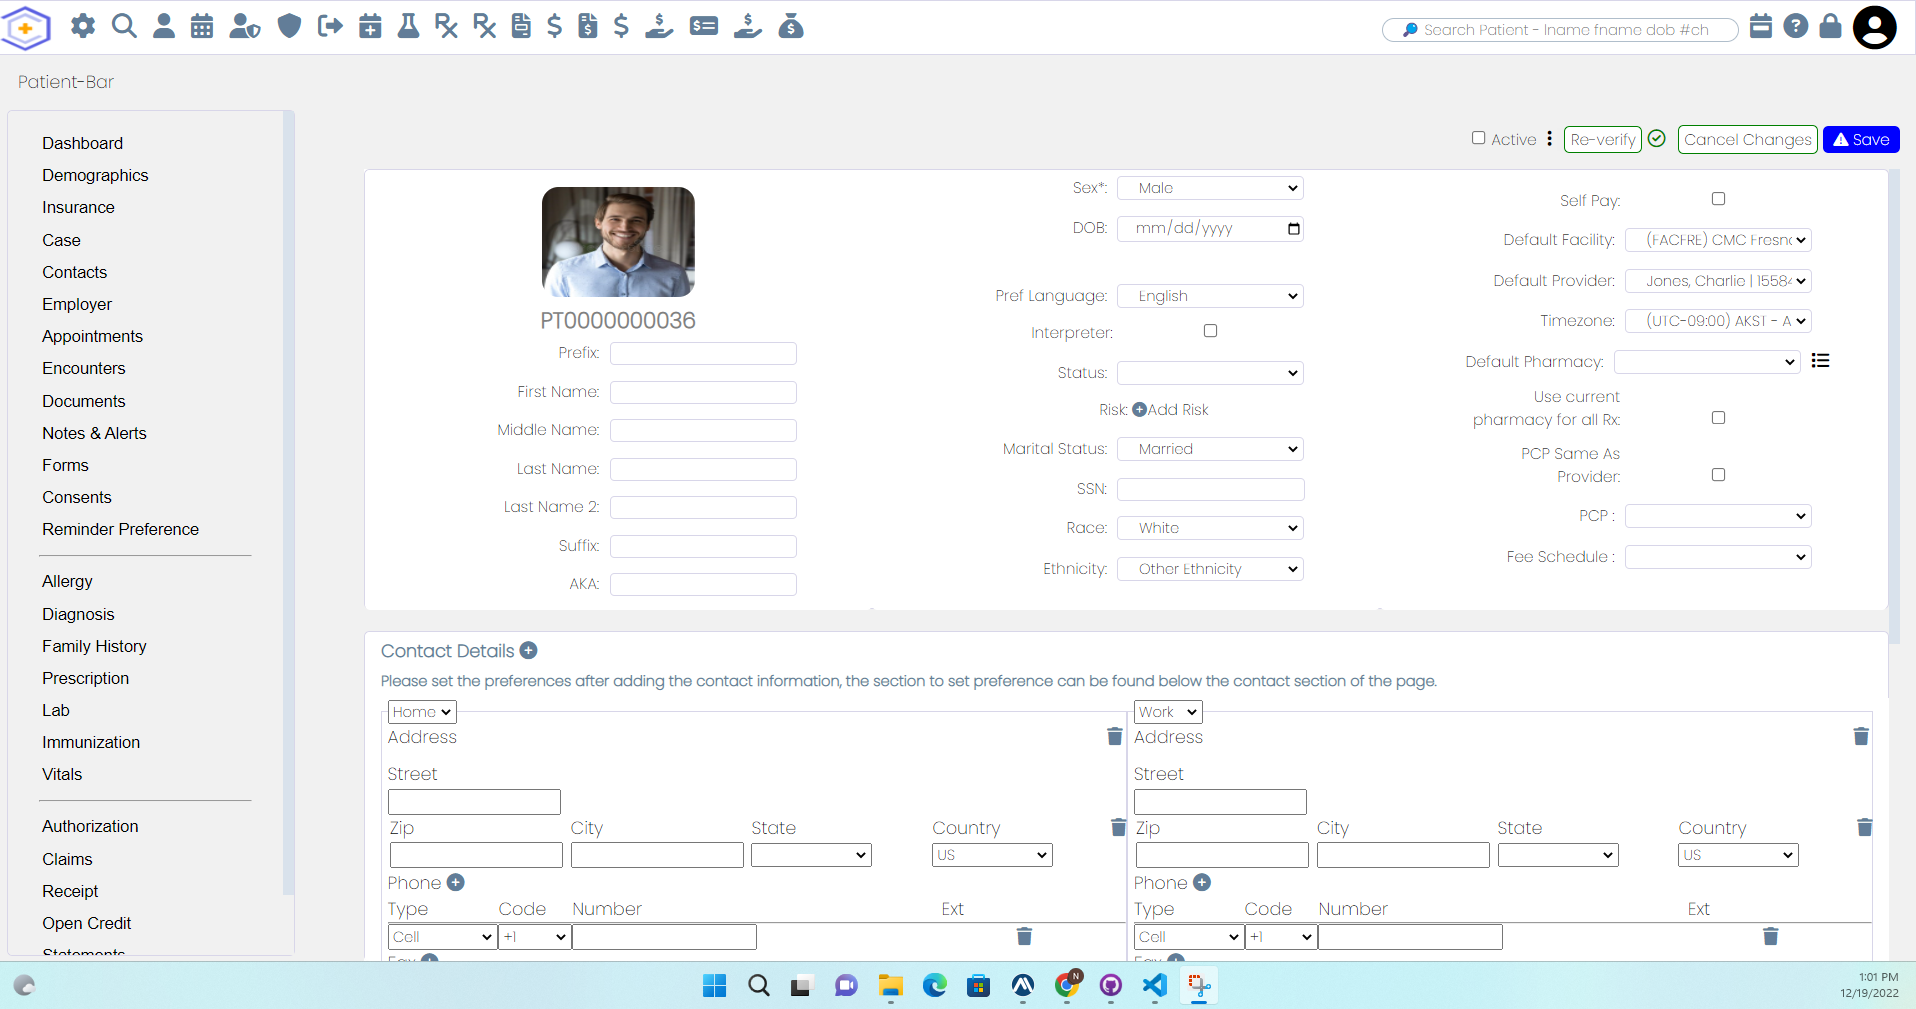 Search Patient - lname fname dob #ch
Patient-Bar
Dashboard
Demographics
Insurance
Case
Contacts
Employer
Appointments
Encounters
Documents
Notes & Alerts
Forms
Consents
Reminder Preference
Allergy
Diagnosis
Family History
Prescription
Lab
Immunization
Vitals
Authorization
Claims
Receipt
Open Credit
Statements
Active
Re-verify
Cancel Changes
Save
PT0000000036
Prefix:
First Name:
Middle Name:
Last Name:
Last Name 2:
Suffix:
AKA:
Sex*: Male
DOB: mm/dd/yyyy
Pref Language: English
Interpreter:
Status:
Risk: Add Risk
Marital Status: Married
SSN:
Race: White
Ethnicity: Other Ethnicity
Self Pay:
Default Facility: (FACFRE) CMC Fresn
Default Provider: Jones, Charlie | 15584
Timezone: (UTC-09:00) AKST - A
Default Pharmacy:
Use current
pharmacy for all Rx:
PCP Same As
Provider:
PCP :
Fee Schedule :
Contact Details
Please set the preferences after adding the contact information, the section to set preference can be found below the contact section of the page.
Home
Address
Street
Zip City State Country
US
Phone
Type Code Number Ext
Cell +1
Fax
Work
Address
Street
Zip City State Country
US
Phone
Type Code Number Ext
Cell +1
Fax
N
1:01 PM
12/19/2022